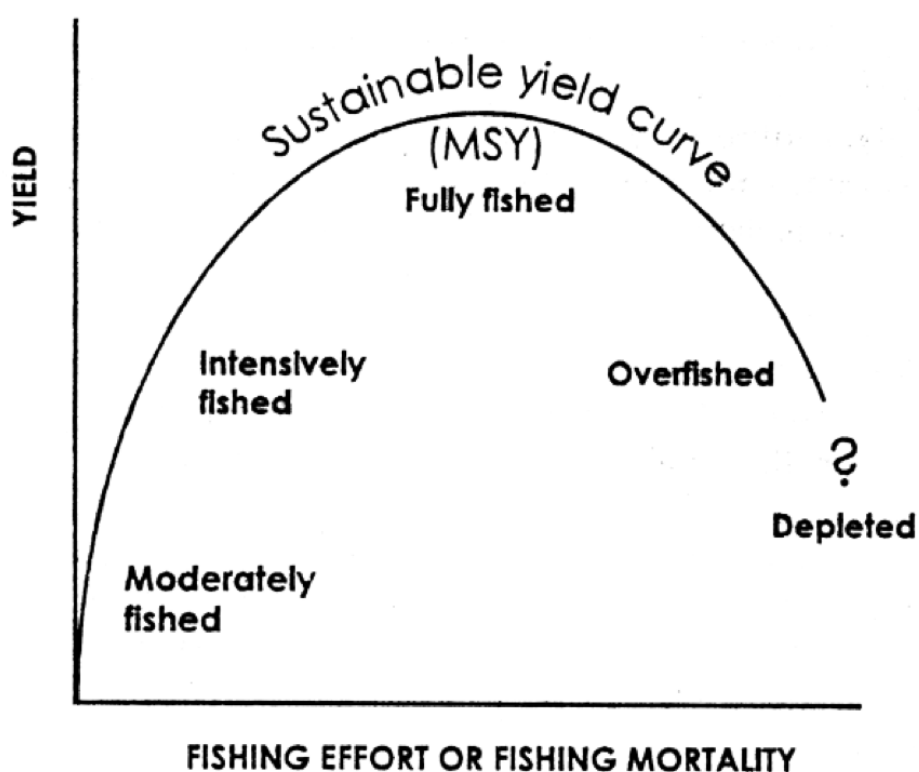 Sustainable yield curve
(MSY)
Fully fished
YIELD
Intensively
fished
Overfished
?
Depleted
Moderately
fished
FISHING EFFORT OR FISHING MORTALITY